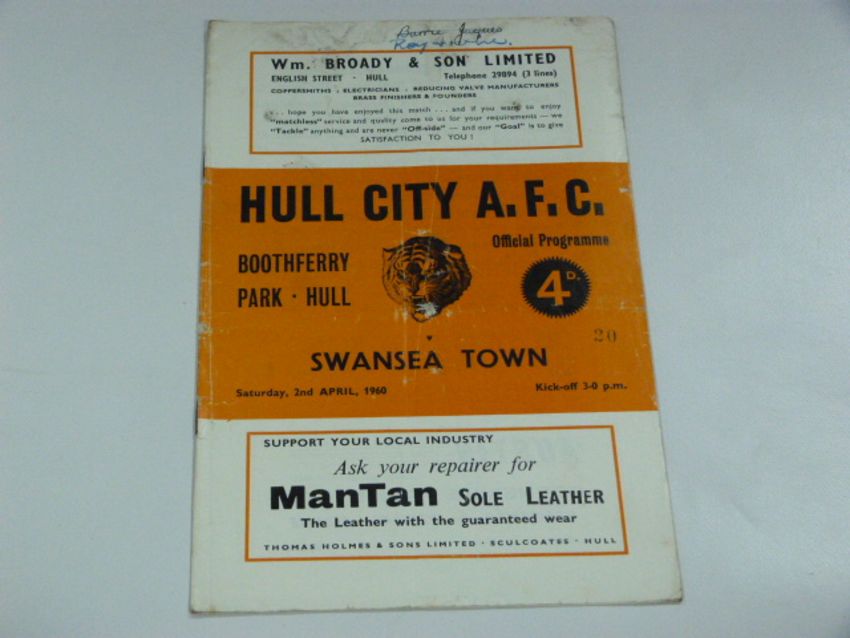 Barrie Jaques
Roy
Wm. BROADY & SON LIMITED
ENGLISH STREET · HULL Telephone 29894 (3 lines)
COPPERSMITHS : ELECTRICIANS : REDUCING VALVE MANUFACTURERS
BRASS FINISHERS & FOUNDERS
... hope you have enjoyed this match ... and if you want to enjoy
"matchless" service and quality come to us for your requirements — we
"Tackle" anything and are never "Off-side" — and our "Goal" is to give
SATISFACTION TO YOU !
HULL CITY A.F.C.
Official Programme
BOOTHFERRY
PARK · HULL
4D.
20
v
SWANSEA TOWN
Saturday, 2nd APRIL, 1960 Kick-off 3-0 p.m.
SUPPORT YOUR LOCAL INDUSTRY
Ask your repairer for
ManTan SOLE LEATHER
The Leather with the guaranteed wear
THOMAS HOLMES & SONS LIMITED · SCULCOATES · HULL